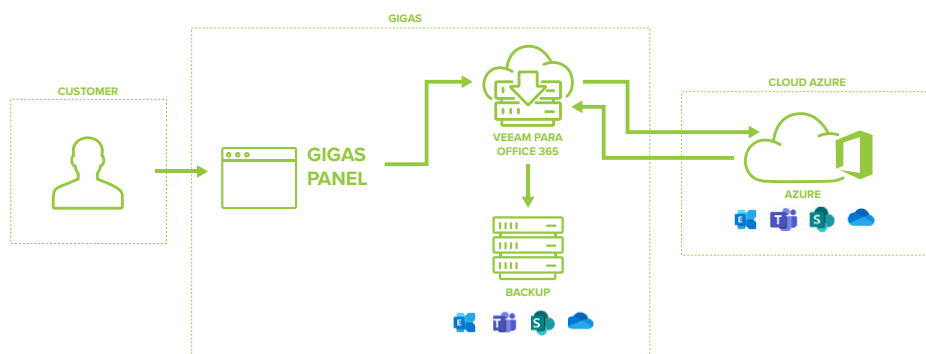 GIGAS
CUSTOMER
CLOUD AZURE
GIGAS
PANEL
VEEAM PARA
OFFICE 365
AZURE
E
T
S
BACKUP
E
T
S